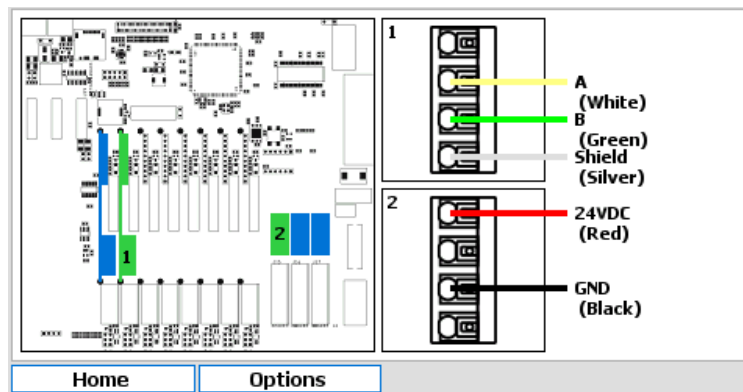 1
A
(White)
B
(Green)
Shield
(Silver)
2
24VDC
(Red)
GND
(Black)
1
2
Home
Options